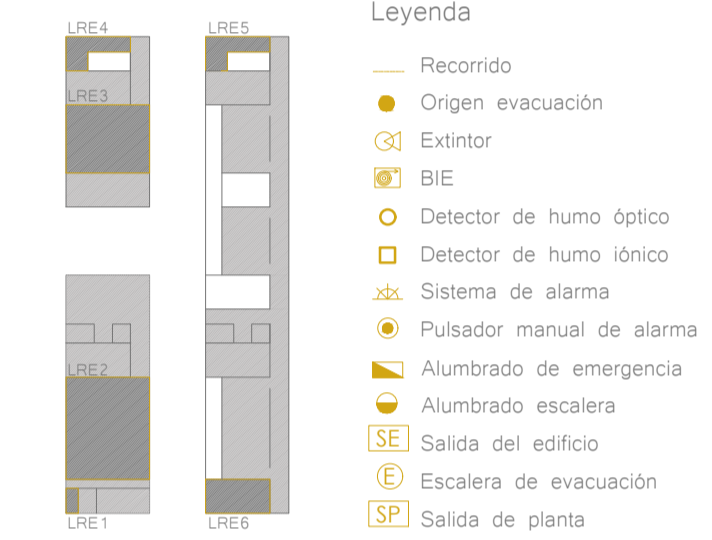 LRE4
LRE5
LRE3
LRE2
LRE1
LRE6
Leyenda
Recorrido
Origen evacuación
Extintor
BIE
Detector de humo óptico
Detector de humo iónico
Sistema de alarma
Pulsador manual de alarma
Alumbrado de emergencia
Alumbrado escalera
SE Salida del edificio
E Escalera de evacuación
SP Salida de planta